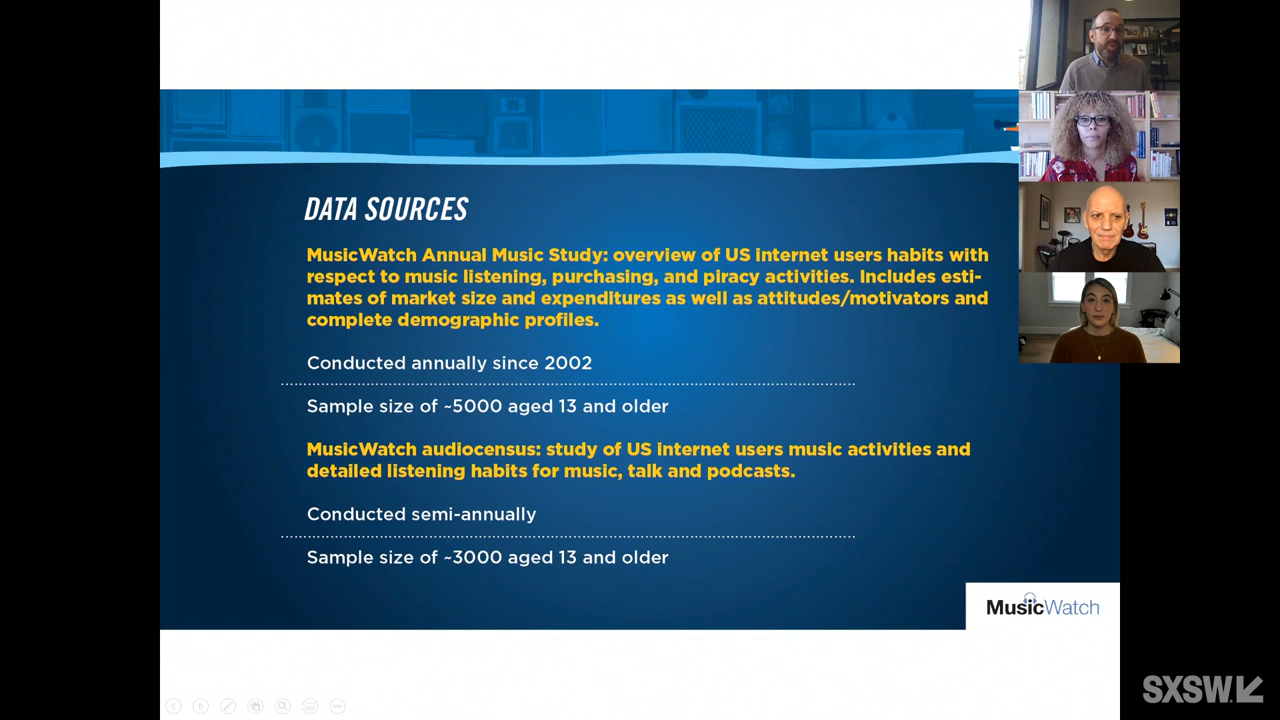 DATA SOURCES
MusicWatch Annual Music Study: overview of US internet users habits with
respect to music listening, purchasing, and piracy activities. Includes esti-
mates of market size and expenditures as well as attitudes/motivators and
complete demographic profiles.
Conducted annually since 2002
Sample size of ~5000 aged 13 and older
MusicWatch audiocensus: study of US internet users music activities and
detailed listening habits for music, talk and podcasts.
Conducted semi-annually
Sample size of ~3000 aged 13 and older
MusicWatch
SXSW